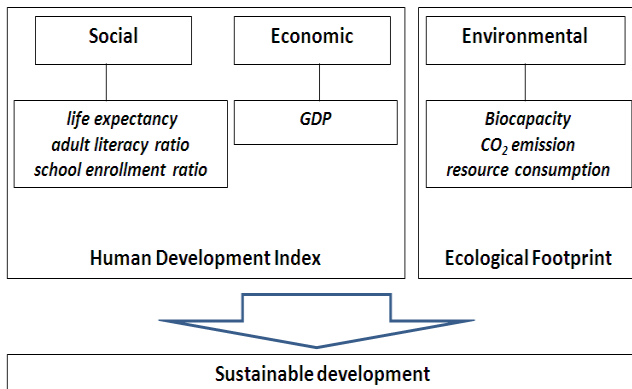 Social
Economic
Environmental
life expectancy
adult literacy ratio
school enrollment ratio
GDP
Biocapacity
CO₂ emission
resource consumption
Human Development Index
Ecological Footprint
Sustainable development